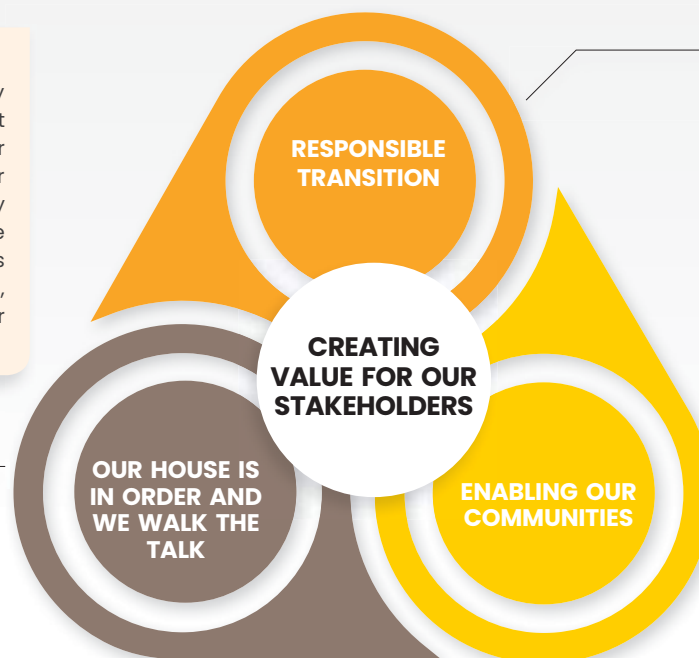 RESPONSIBLE
TRANSITION
CREATING
VALUE FOR OUR
STAKEHOLDERS
OUR HOUSE IS
IN ORDER AND
WE WALK THE
TALK
ENABLING OUR
COMMUNITIES